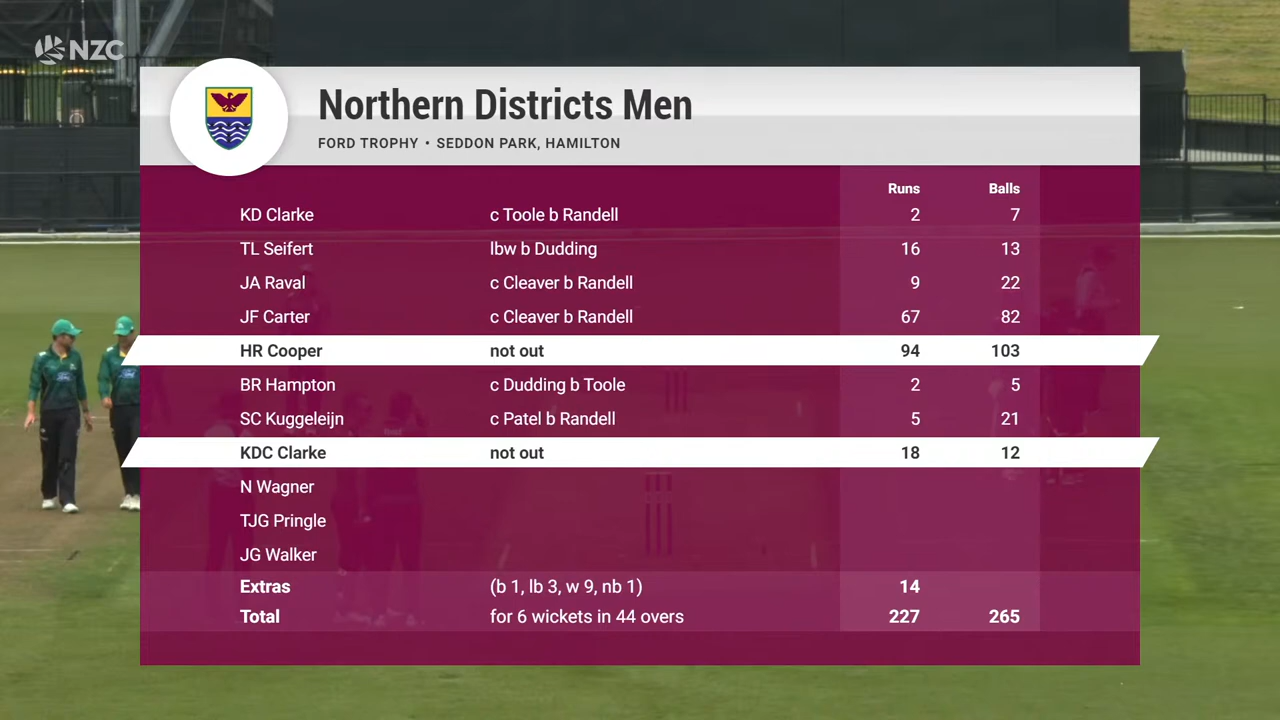 NZC
Northern Districts Men
FORD TROPHY • SEDDON PARK, HAMILTON
Runs Balls
KD Clarke c Toole b Randell 2 7
TL Seifert lbw b Dudding 16 13
JA Raval c Cleaver b Randell 9 22
JF Carter c Cleaver b Randell 67 82
HR Cooper not out 94 103
BR Hampton c Dudding b Toole 2 5
SC Kuggeleijn c Patel b Randell 5 21
KDC Clarke not out 18 12
N Wagner
TJG Pringle
JG Walker
Extras (b 1, lb 3, w 9, nb 1) 14
Total for 6 wickets in 44 overs 227 265